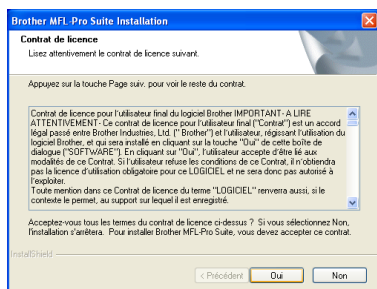 Brother MFL-Pro Suite Installation
Contrat de licence
Lisez attentivement le contrat de licence suivant.
Appuyez sur la touche Page suiv. pour voir le reste du contrat.
Contrat de licence pour l'utilisateur final du logiciel Brother IMPORTANT- A LIRE
ATTENTIVEMENT- Ce contrat de licence pour l'utilisateur final ("Contrat") est un accord
légal passé entre Brother Industries, Ltd. (" Brother") et l'utilisateur, régissant l'utilisation du
logiciel Brother, et qui sera installé en cliquant sur la touche "Oui" de cette boîte de
dialogue ("SOFTWARE"). En cliquant sur "Oui", l'utilisateur accepte d'être lié aux
modalités de ce Contrat. Si l'utilisateur refuse les conditions de ce Contrat, il n'obtiendra
pas la licence d'utilisation obligatoire pour ce LOGICIEL et ne sera donc pas autorisé à
l'exploiter.
Toute mention dans ce Contrat de licence du terme "LOGICIEL" renverra aussi, si le
contexte le permet, au support sur lequel il est enregistré.
Acceptez-vous tous les termes du contrat de licence ci-dessus ? Si vous sélectionnez Non,
l'installation s'arrêtera. Pour installer Brother MFL-Pro Suite, vous devez accepter ce contrat.
InstallShield
< Précédent Oui Non